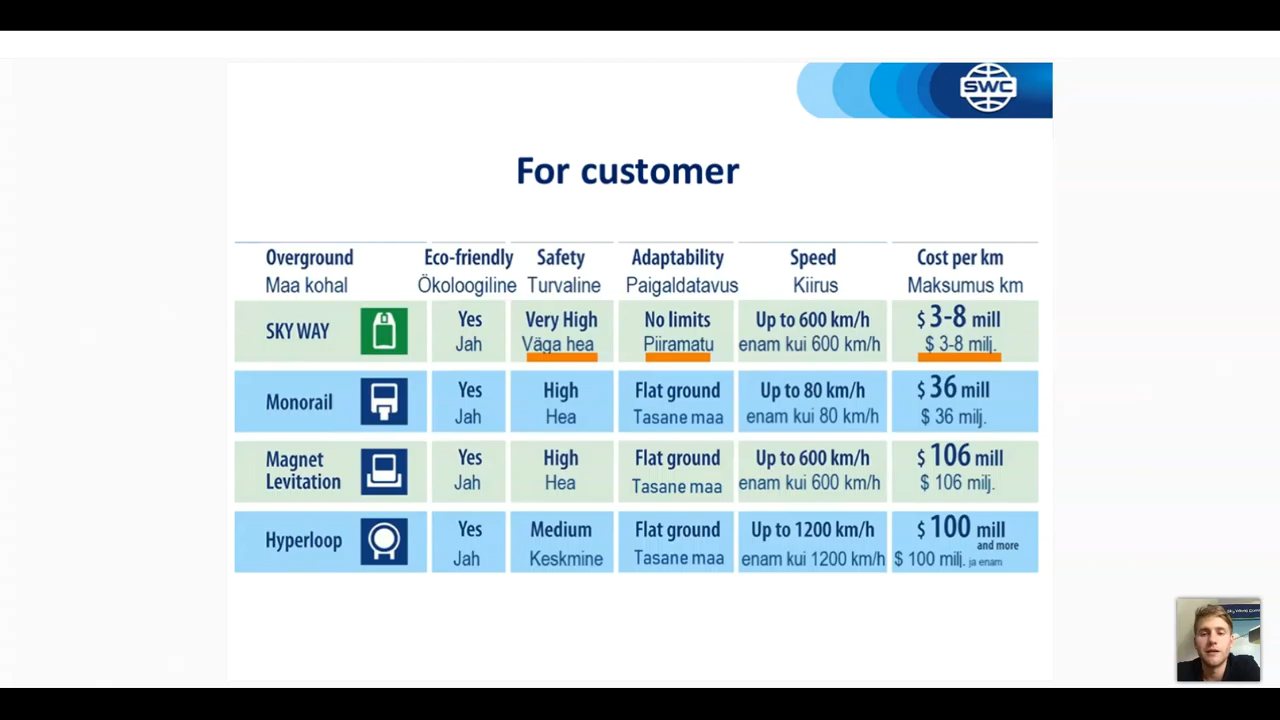 SWC
For customer
Overground Eco-friendly Safety Adaptability Speed Cost per km
Maa kohal Ökoloogiline Turvaline Paigaldatavus Kiirus Maksumus km
SKY WAY Yes Very High No limits Up to 600 km/h $ 3-8 mill
Jah Väga hea Piiramatu enam kui 600 km/h $ 3-8 milj.
Monorail Yes High Flat ground Up to 80 km/h $ 36 mill
Jah Hea Tasane maa enam kui 80 km/h $ 36 milj.
Magnet Yes High Flat ground Up to 600 km/h $ 106 mill
Levitation Jah Hea Tasane maa enam kui 600 km/h $ 106 milj.
Hyperloop Yes Medium Flat ground Up to 1200 km/h $ 100 mill
and more
Jah Keskmine Tasane maa enam kui 1200 km/h $ 100 milj. ja enam